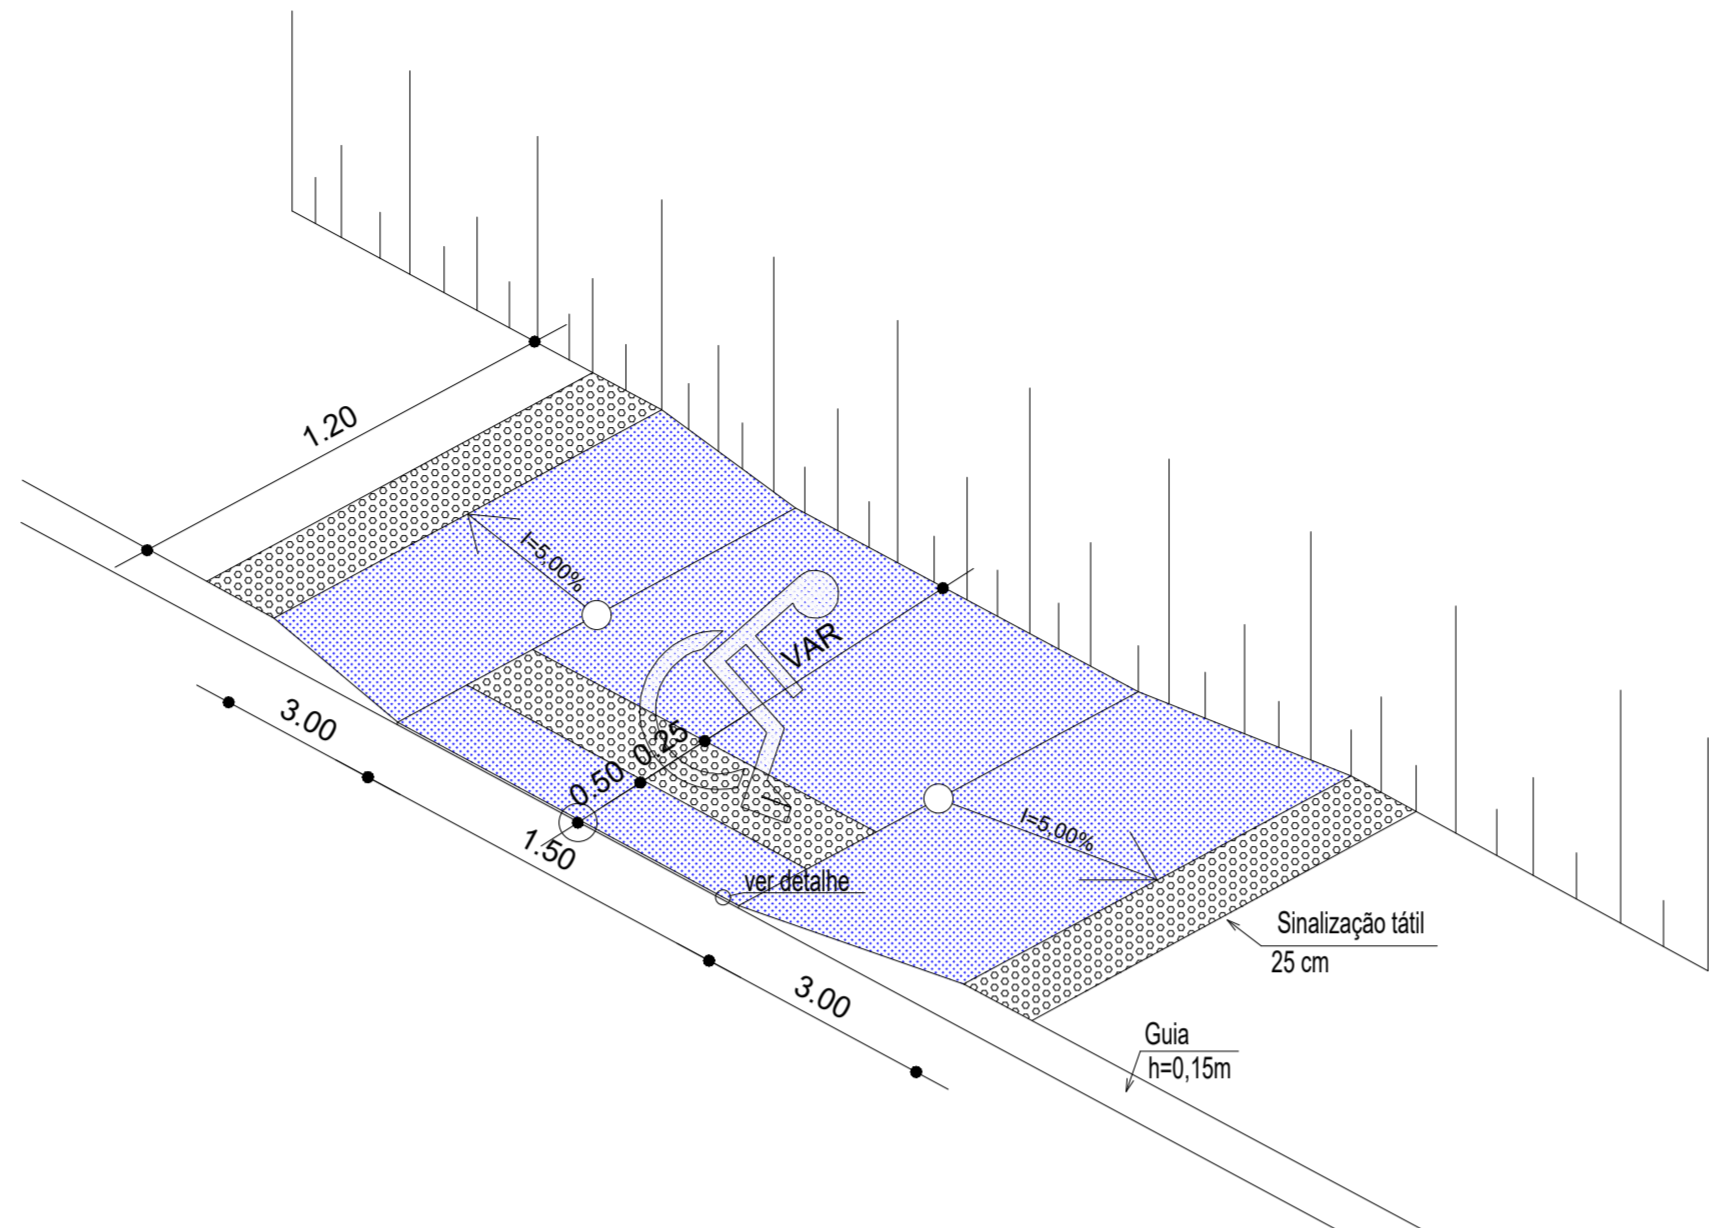 1.20
I=5,00%
VAR
0.25
0.50
3.00
1.50
ver detalhe
I=5,00%
Sinalização tátil
25 cm
3.00
Guia
h=0,15m